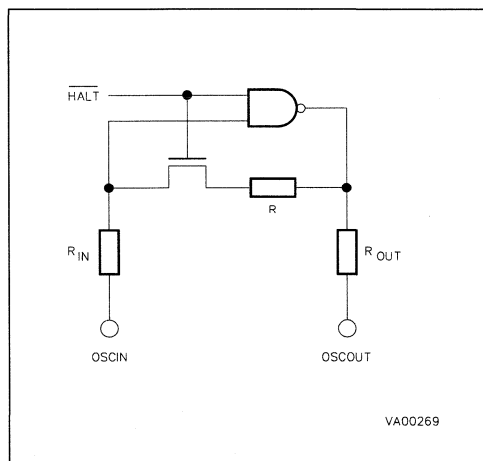 HALT
R
R IN
R OUT
OSCIN
OSCOUT
VA00269